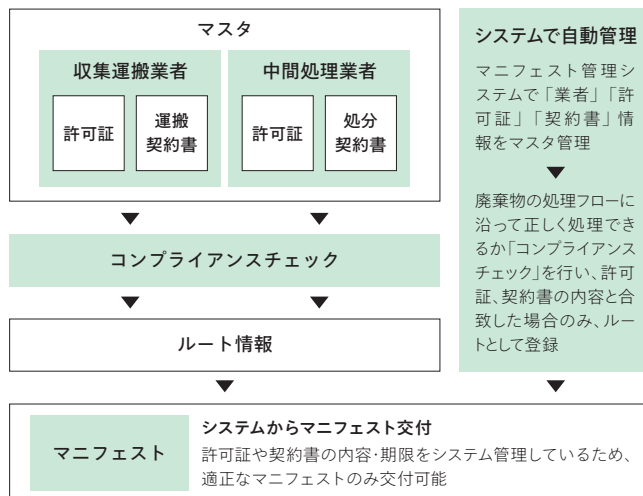 マスタ
収集運搬業者
許可証
運搬
契約書
中間処理業者
許可証
処分
契約書
コンプライアンスチェック
ルート情報
システムで自動管理
マニフェスト管理シ
ステムで「業者」「許
可証」「契約書」情
報をマスタ管理
廃棄物の処理フローに
沿って正しく処理でき
るか「コンプライアンス
チェック」を行い、許可
証、契約書の内容と合
致した場合のみ、ルー
トとして登録
マニフェスト
システムからマニフェスト交付
許可証や契約書の内容・期限をシステム管理しているため、
適正なマニフェストのみ交付可能